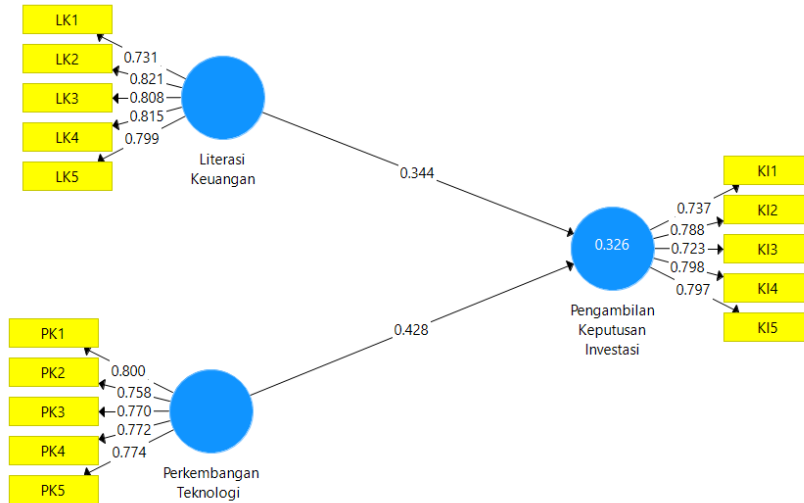 LK1
LK2
LK3
LK4
LK5
0.731
0.821
0.808
0.815
0.799
Literasi
Keuangan
0.344
KI1
KI2
KI3
KI4
KI5
0.737
0.788
0.723
0.798
0.797
0.326
Pengambilan
Keputusan
Investasi
0.428
PK1
PK2
PK3
PK4
PK5
0.800
0.758
0.770
0.772
0.774
Perkembangan
Teknologi